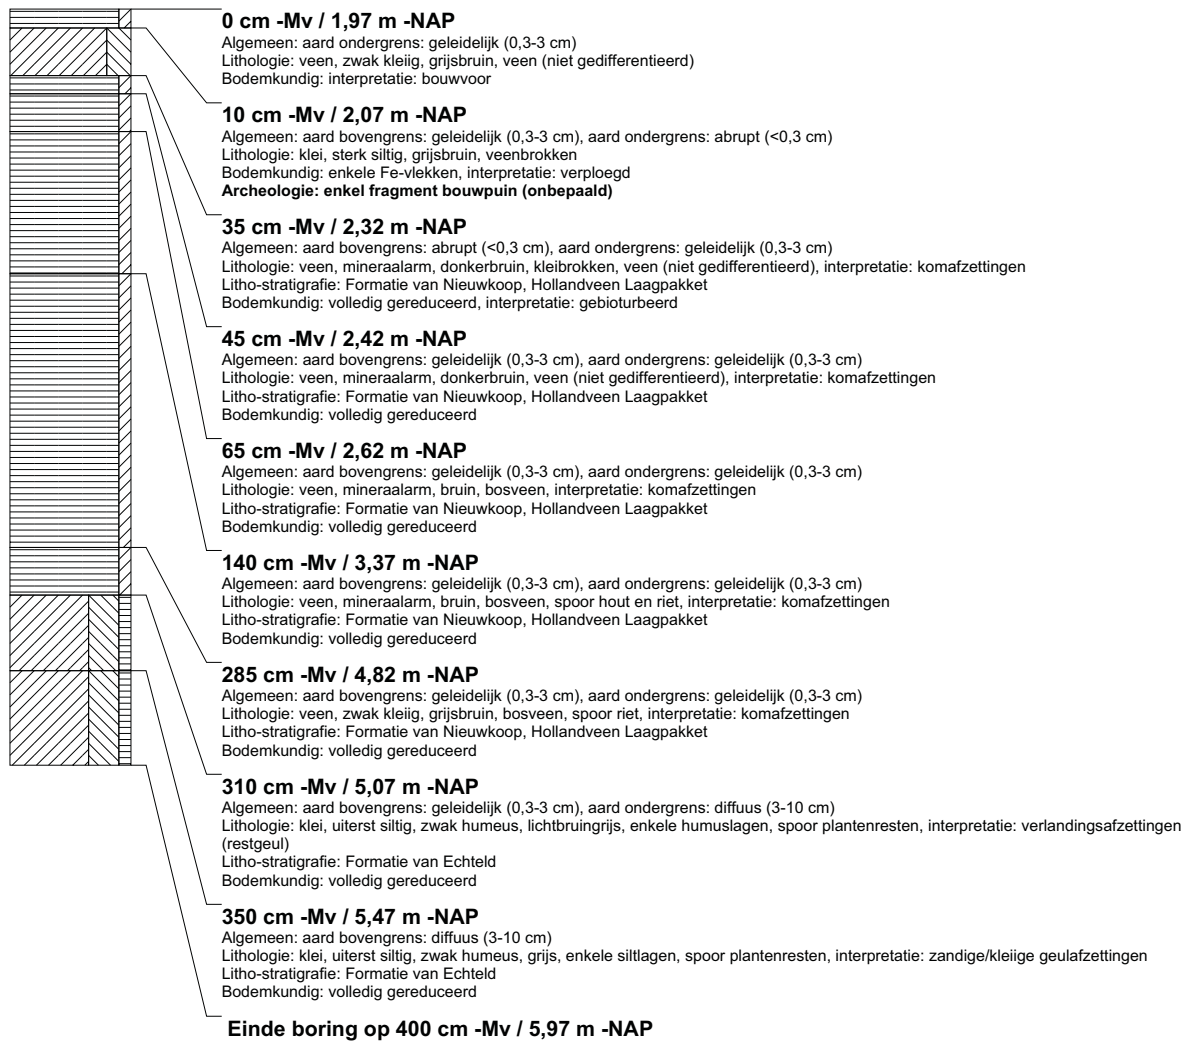 0 cm -Mv / 1,97 m -NAP
Algemeen: aard ondergrens: geleidelijk (0,3-3 cm)
Lithologie: veen, zwak kleiig, grijsbruin, veen (niet gedifferentieerd)
Bodemkundig: interpretatie: bouwvoor
10 cm -Mv / 2,07 m -NAP
Algemeen: aard bovengrens: geleidelijk (0,3-3 cm), aard ondergrens: abrupt (<0,3 cm)
Lithologie: klei, sterk siltig, grijsbruin, veenbrokken
Bodemkundig: enkele Fe-vlekken, interpretatie: verploegd
Archeologie: enkel fragment bouwpuin (onbepaald)
35 cm -Mv / 2,32 m -NAP
Algemeen: aard bovengrens: abrupt (<0,3 cm), aard ondergrens: geleidelijk (0,3-3 cm)
Lithologie: veen, mineraalarm, donkerbruin, kleibrokken, veen (niet gedifferentieerd), interpretatie: komafzettingen
Litho-stratigrafie: Formatie van Nieuwkoop, Hollandveen Laagpakket
Bodemkundig: volledig gereduceerd, interpretatie: gebioturbeerd
45 cm -Mv / 2,42 m -NAP
Algemeen: aard bovengrens: geleidelijk (0,3-3 cm), aard ondergrens: geleidelijk (0,3-3 cm)
Lithologie: veen, mineraalarm, donkerbruin, veen (niet gedifferentieerd), interpretatie: komafzettingen
Litho-stratigrafie: Formatie van Nieuwkoop, Hollandveen Laagpakket
Bodemkundig: volledig gereduceerd
65 cm -Mv / 2,62 m -NAP
Algemeen: aard bovengrens: geleidelijk (0,3-3 cm), aard ondergrens: geleidelijk (0,3-3 cm)
Lithologie: veen, mineraalarm, bruin, bosveen, interpretatie: komafzettingen
Litho-stratigrafie: Formatie van Nieuwkoop, Hollandveen Laagpakket
Bodemkundig: volledig gereduceerd
140 cm -Mv / 3,37 m -NAP
Algemeen: aard bovengrens: geleidelijk (0,3-3 cm), aard ondergrens: geleidelijk (0,3-3 cm)
Lithologie: veen, mineraalarm, bruin, bosveen, spoor hout en riet, interpretatie: komafzettingen
Litho-stratigrafie: Formatie van Nieuwkoop, Hollandveen Laagpakket
Bodemkundig: volledig gereduceerd
285 cm -Mv / 4,82 m -NAP
Algemeen: aard bovengrens: geleidelijk (0,3-3 cm), aard ondergrens: geleidelijk (0,3-3 cm)
Lithologie: veen, zwak kleiig, grijsbruin, bosveen, spoor riet, interpretatie: komafzettingen
Litho-stratigrafie: Formatie van Nieuwkoop, Hollandveen Laagpakket
Bodemkundig: volledig gereduceerd
310 cm -Mv / 5,07 m -NAP
Algemeen: aard bovengrens: geleidelijk (0,3-3 cm), aard ondergrens: diffuus (3-10 cm)
Lithologie: klei, uiterst siltig, zwak humeus, lichtbruingrijs, enkele humuslagen, spoor plantenresten, interpretatie: verlandingsafzettingen
(restgeul)
Litho-stratigrafie: Formatie van Echteld
Bodemkundig: volledig gereduceerd
350 cm -Mv / 5,47 m -NAP
Algemeen: aard bovengrens: diffuus (3-10 cm)
Lithologie: klei, uiterst siltig, zwak humeus, grijs, enkele siltlagen, spoor plantenresten, interpretatie: zandige/kleiige geulafzettingen
Litho-stratigrafie: Formatie van Echteld
Bodemkundig: volledig gereduceerd
Einde boring op 400 cm -Mv / 5,97 m -NAP